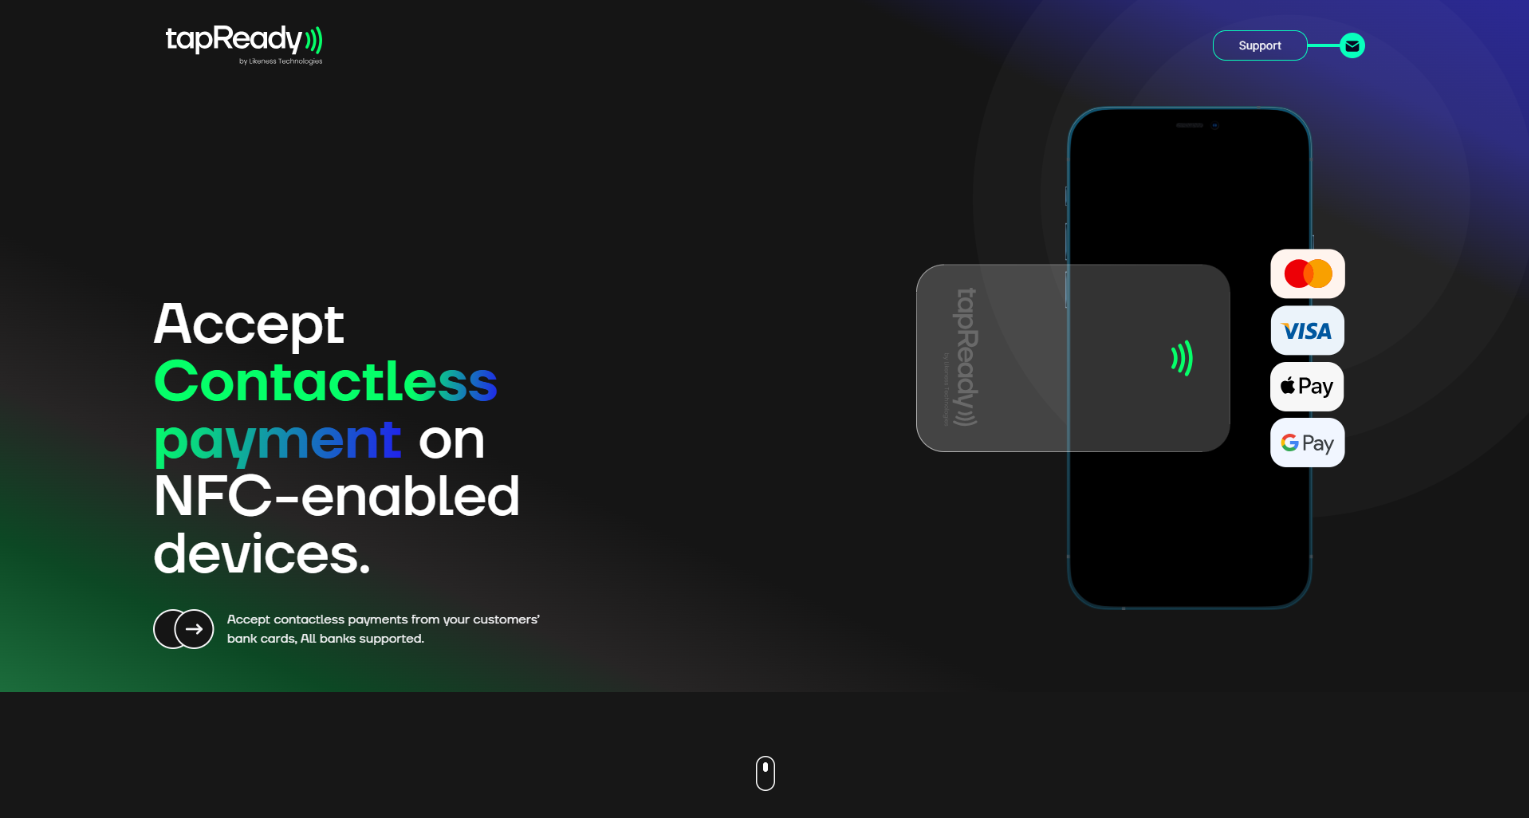 tapReady
by Likeness Technologies
Support
Accept
Contactless
payment on
NFC-enabled
devices.
Accept contactless payments from your customers'
bank cards, All banks supported.
tapReady
by Likeness Technologies
VISA
Pay
G Pay